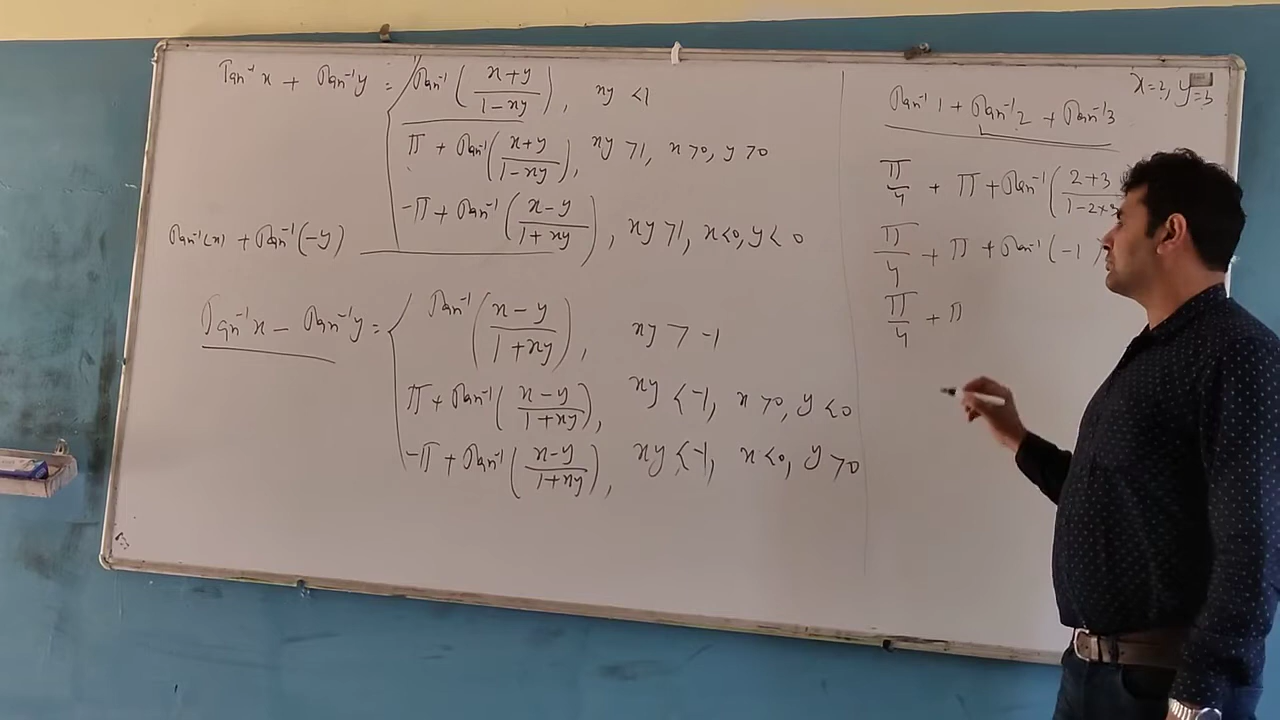 Tan⁻¹x + Tan⁻¹y = { Tan⁻¹((x+y)/(1-xy)), xy <1
π + Tan⁻¹((x+y)/(1-xy)), xy >1, x >0, y >0
-π + Tan⁻¹((x-y)/(1+xy)), xy >1, x<0, y< 0
Tan⁻¹(x) + Tan⁻¹(-y)
Tan⁻¹x - Tan⁻¹y = { Tan⁻¹((x-y)/(1+xy)), xy > -1
π + Tan⁻¹((x-y)/(1+xy)), xy <-1, x >0, y <0
-π + Tan⁻¹((x-y)/(1+xy)), xy <-1, x <0, y >0
x=2, y=3
Tan⁻¹1 + Tan⁻¹2 + Tan⁻¹3
π/4 + π + Tan⁻¹((2+3)/(1-2×3
π/4 + π + Tan⁻¹(-1)
π/4 + π